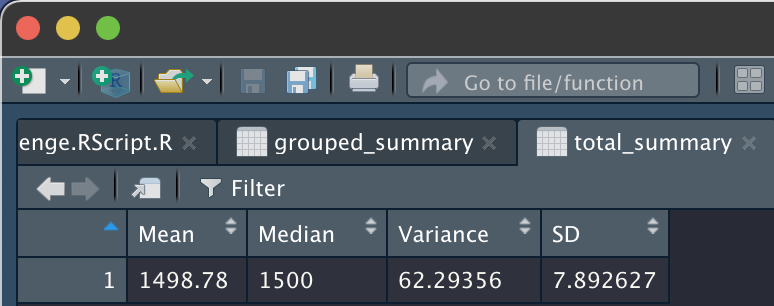 Go to file/function
enge.RScript.R × grouped_summary × total_summary ×
Filter
Mean Median Variance SD
1 1498.78 1500 62.29356 7.892627